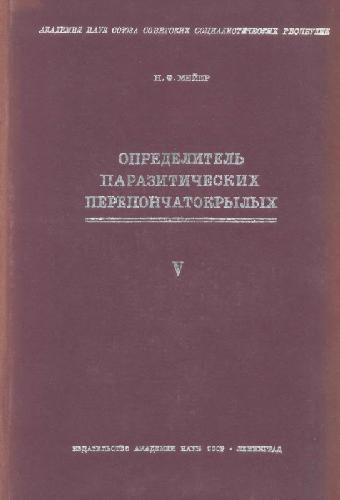 АКАДЕМИЯ НАУК СОЮЗА СОВЕТСКИХ СОЦИАЛИСТИЧЕСКИХ РЕСПУБЛИК
Н. Ф. МЕЙЕР
ОПРЕДЕЛИТЕЛЬ
ПАРАЗИТИЧЕСКИХ
ПЕРЕПОНЧАТОКРЫЛЫХ
V
ИЗДАТЕЛЬСТВО АКАДЕМИИ НАУК СССР · ЛЕНИНГРАД